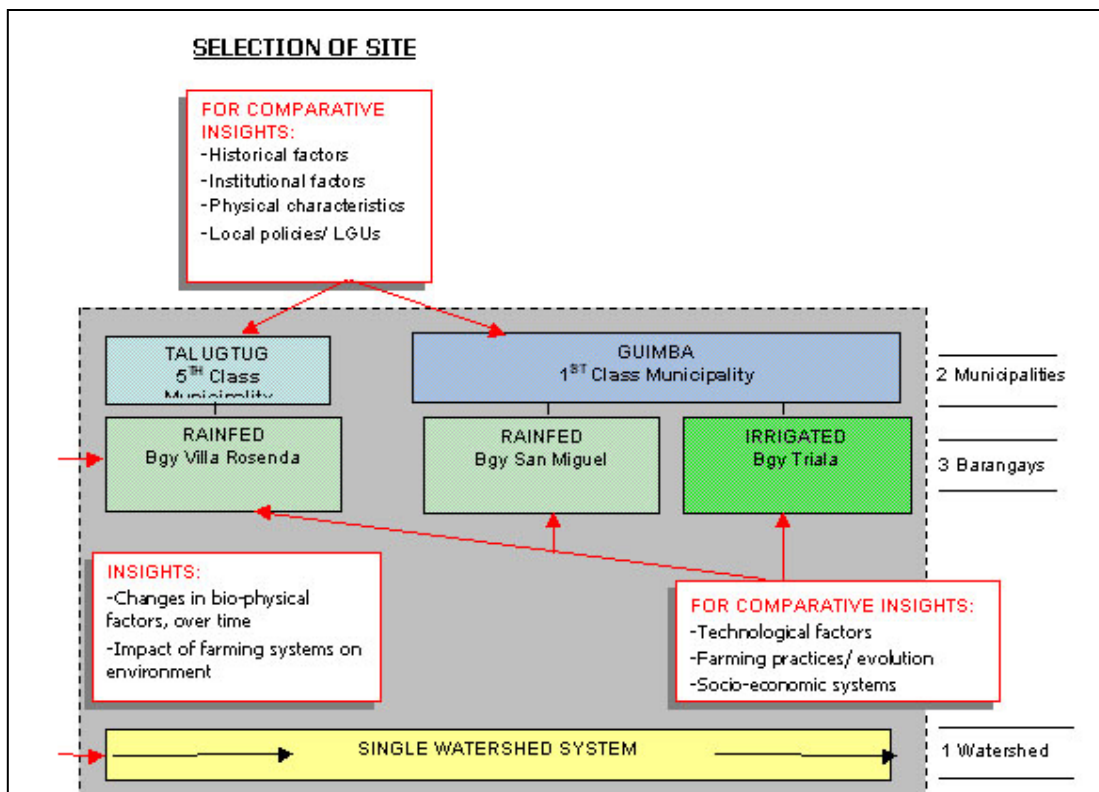 SELECTION OF SITE
FOR COMPARATIVE
INSIGHTS:
-Historical factors
-Institutional factors
-Physical characteristics
-Local policies/ LGUs
TALUGTUG
5TH Class
Municipality
GUIMBA
1ST Class Municipality
2 Municipalities
RAINFED
Bgy Villa Rosenda
RAINFED
Bgy San Miguel
IRRIGATED
Bgy Triala
3 Barangays
INSIGHTS:
-Changes in bio-physical
factors, over time
-Impact of farming systems on
environment
FOR COMPARATIVE INSIGHTS:
-Technological factors
-Farming practices/ evolution
-Socio-economic systems
SINGLE WATERSHED SYSTEM
1 Watershed